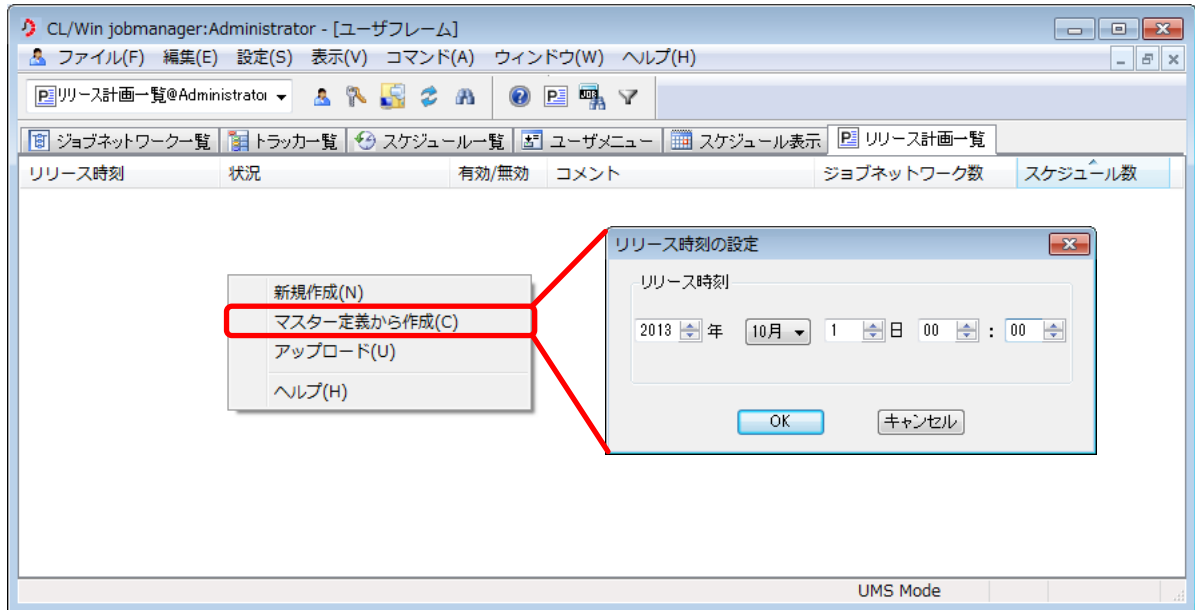 CL/Win jobmanager:Administrator - [ユーザフレーム]
ファイル(F) 編集(E) 設定(S) 表示(V) コマンド(A) ウィンドウ(W) ヘルプ(H)
リリース計画一覧@Administrator
ジョブネットワーク一覧 トラッカ一覧 スケジュール一覧 ユーザメニュー スケジュール表示 リリース計画一覧
リリース時刻 状況 有効/無効 コメント ジョブネットワーク数 スケジュール数
リリース時刻の設定
リリース時刻
新規作成(N)
マスター定義から作成(C)
2013 年 10月 1 日 00 : 00
アップロード(U)
ヘルプ(H)
OK キャンセル
UMS Mode